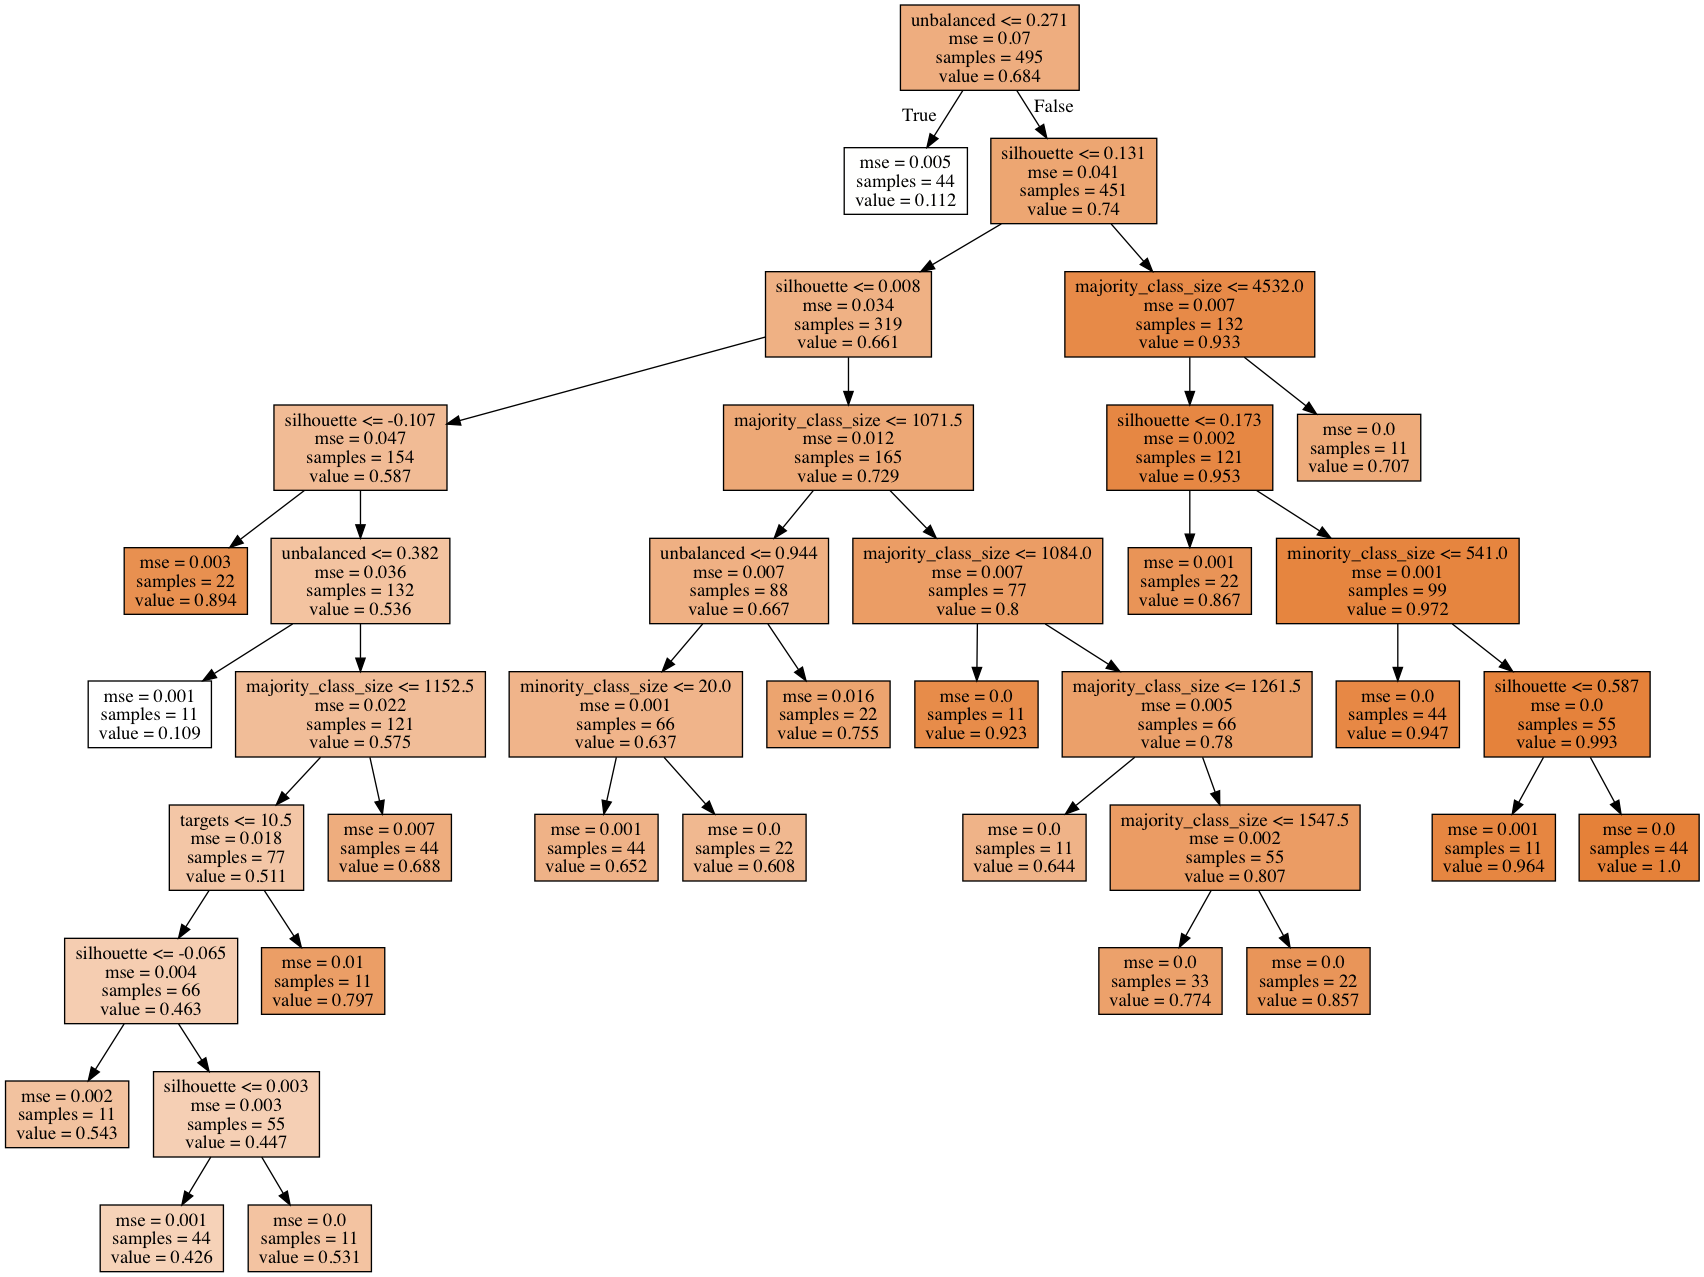 unbalanced <= 0.271
mse = 0.07
samples = 495
value = 0.684
True
False
mse = 0.005
samples = 44
value = 0.112
silhouette <= 0.131
mse = 0.041
samples = 451
value = 0.74
silhouette <= 0.008
mse = 0.034
samples = 319
value = 0.661
majority_class_size <= 4532.0
mse = 0.007
samples = 132
value = 0.933
silhouette <= -0.107
mse = 0.047
samples = 154
value = 0.587
majority_class_size <= 1071.5
mse = 0.012
samples = 165
value = 0.729
silhouette <= 0.173
mse = 0.002
samples = 121
value = 0.953
mse = 0.0
samples = 11
value = 0.707
mse = 0.003
samples = 22
value = 0.894
unbalanced <= 0.382
mse = 0.036
samples = 132
value = 0.536
unbalanced <= 0.944
mse = 0.007
samples = 88
value = 0.667
majority_class_size <= 1084.0
mse = 0.007
samples = 77
value = 0.8
mse = 0.001
samples = 22
value = 0.867
minority_class_size <= 541.0
mse = 0.001
samples = 99
value = 0.972
mse = 0.001
samples = 11
value = 0.109
majority_class_size <= 1152.5
mse = 0.022
samples = 121
value = 0.575
minority_class_size <= 20.0
mse = 0.001
samples = 66
value = 0.637
mse = 0.016
samples = 22
value = 0.755
mse = 0.0
samples = 11
value = 0.923
majority_class_size <= 1261.5
mse = 0.005
samples = 66
value = 0.78
mse = 0.0
samples = 44
value = 0.947
silhouette <= 0.587
mse = 0.0
samples = 55
value = 0.993
targets <= 10.5
mse = 0.018
samples = 77
value = 0.511
mse = 0.007
samples = 44
value = 0.688
mse = 0.001
samples = 44
value = 0.652
mse = 0.0
samples = 22
value = 0.608
mse = 0.0
samples = 11
value = 0.644
majority_class_size <= 1547.5
mse = 0.002
samples = 55
value = 0.807
mse = 0.001
samples = 11
value = 0.964
mse = 0.0
samples = 44
value = 1.0
silhouette <= -0.065
mse = 0.004
samples = 66
value = 0.463
mse = 0.01
samples = 11
value = 0.797
mse = 0.0
samples = 33
value = 0.774
mse = 0.0
samples = 22
value = 0.857
mse = 0.002
samples = 11
value = 0.543
silhouette <= 0.003
mse = 0.003
samples = 55
value = 0.447
mse = 0.001
samples = 44
value = 0.426
mse = 0.0
samples = 11
value = 0.531